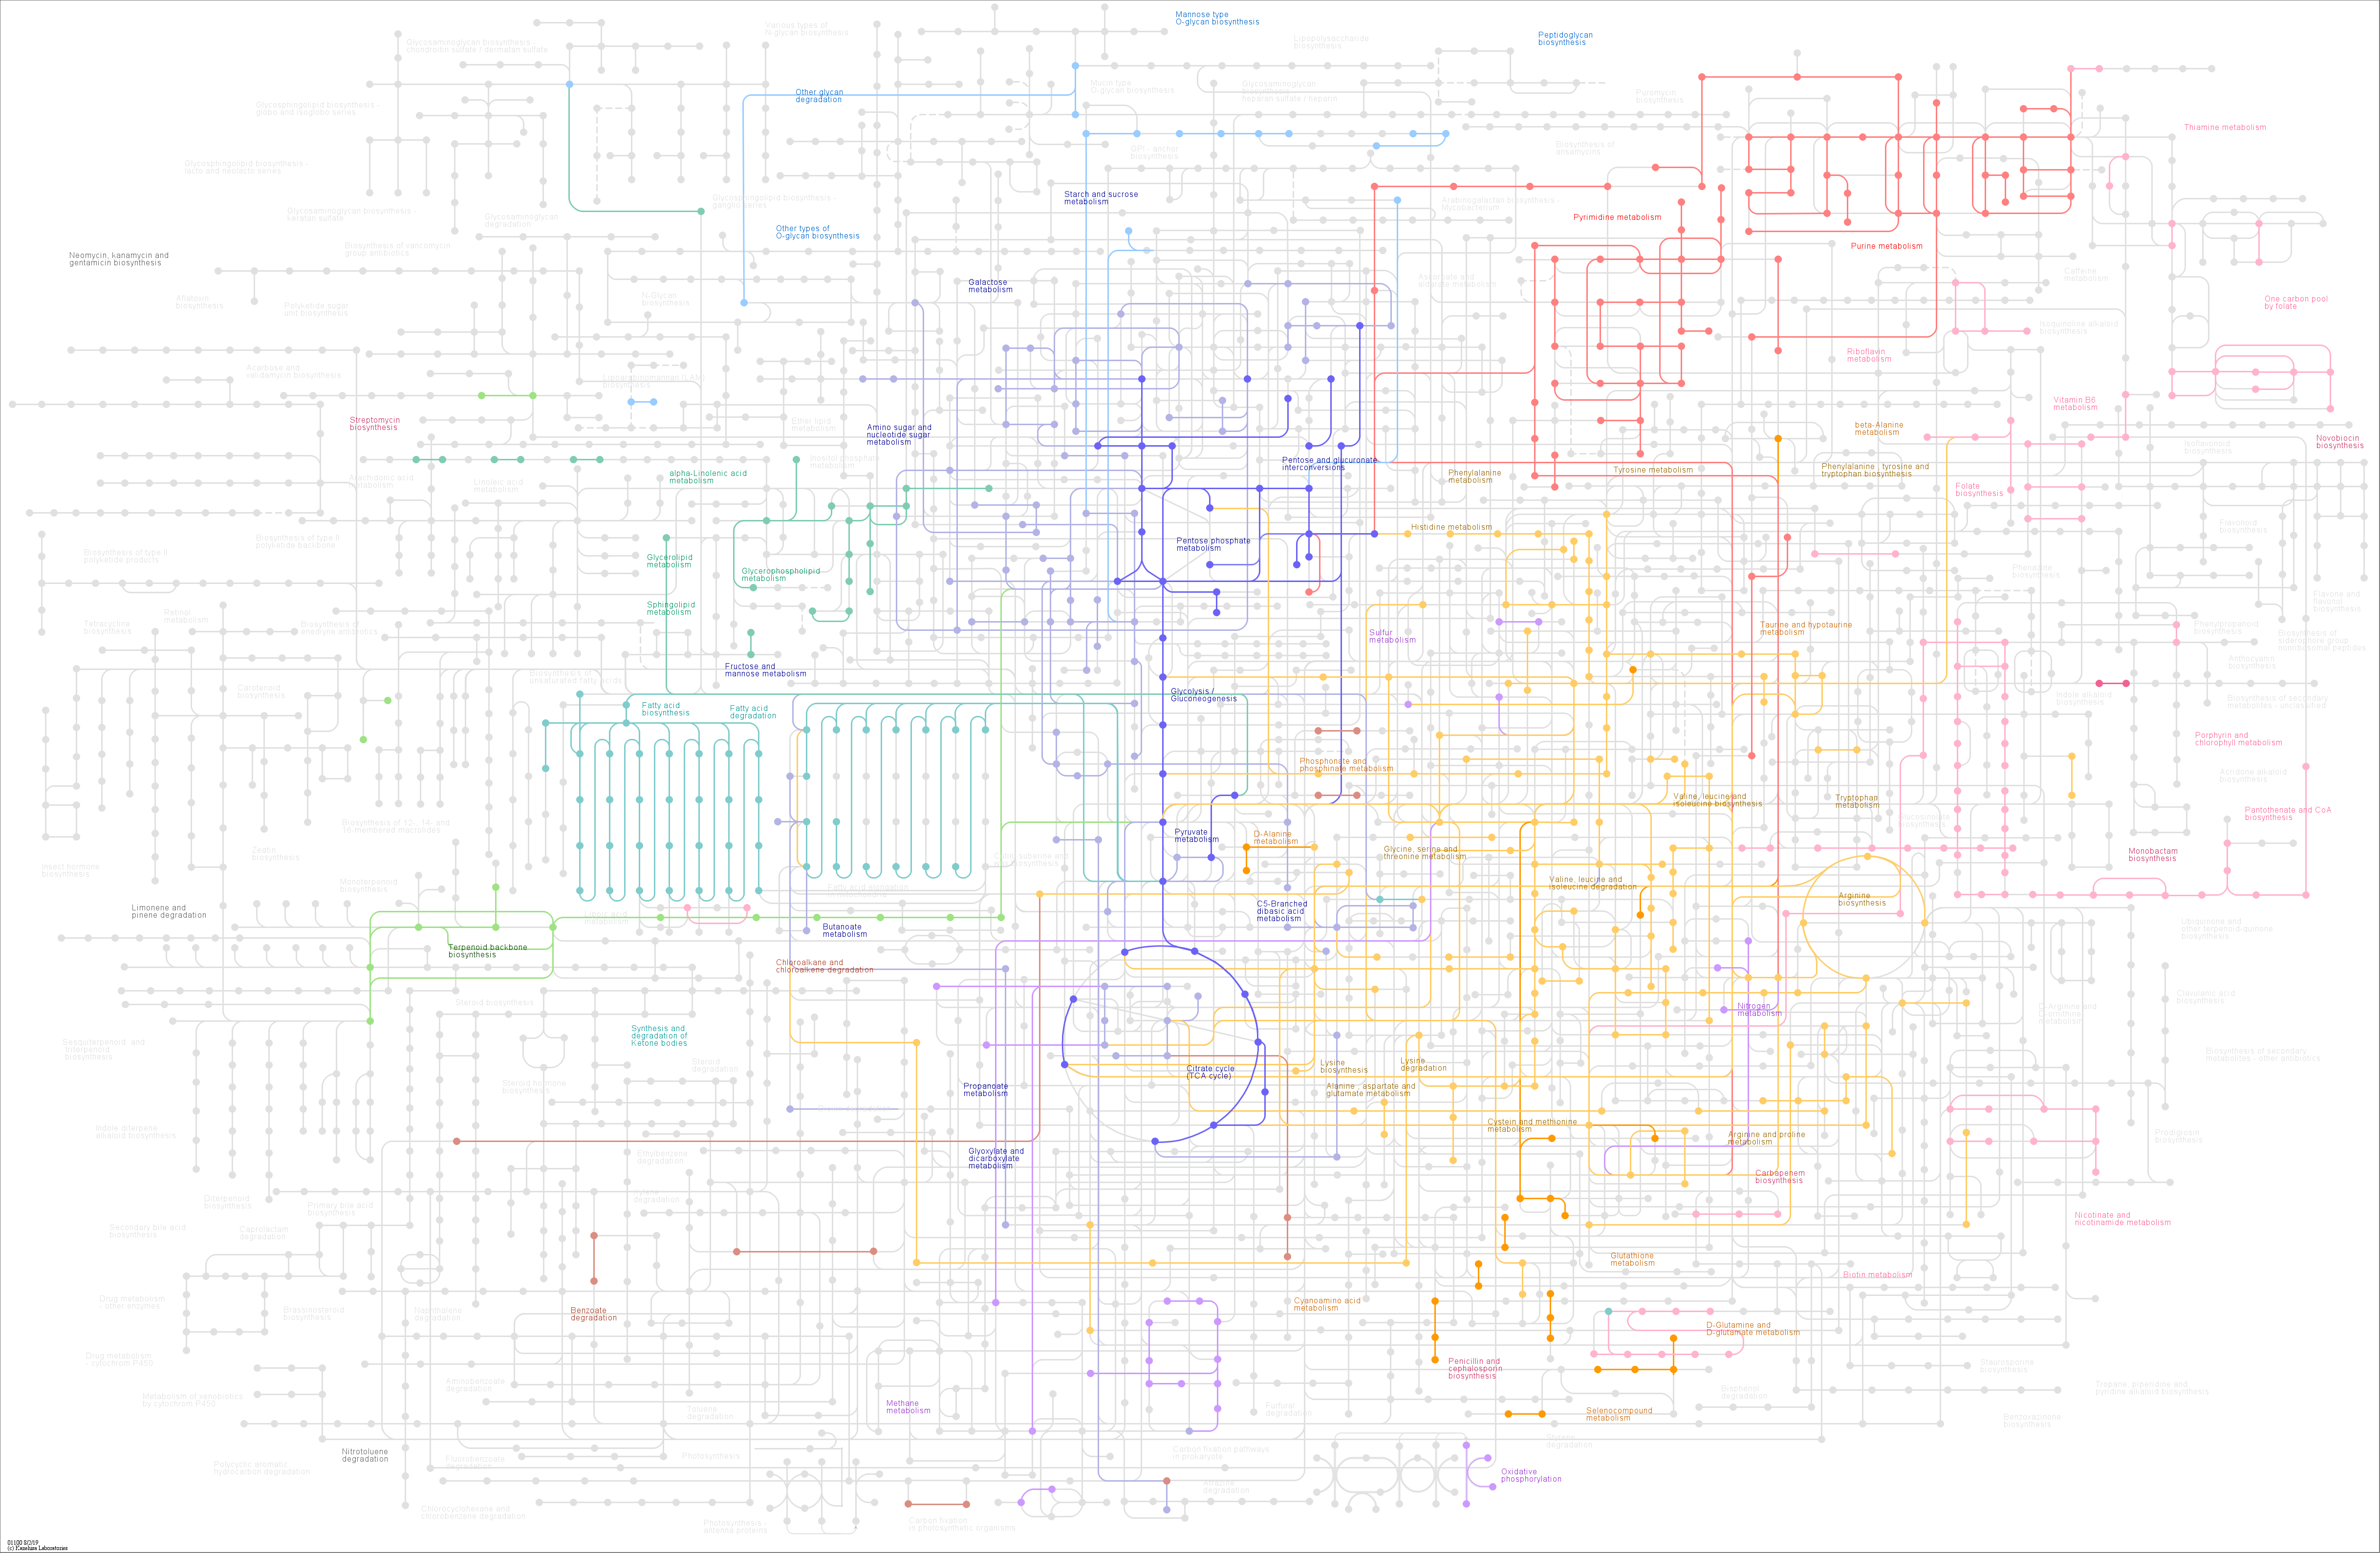 Mannose type
O-glycan biosynthesis
Various types of
N-glycan biosynthesis
Peptidoglycan
biosynthesis
Glycosaminoglycan biosynthesis -
chondroitin sulfate / dermatan sulfate
Lipopolysaccharide
biosynthesis
Mucin type
O-glycan biosynthesis
Glycosaminoglycan
biosynthesis -
heparan sulfate / heparin
Other glycan
degradation
Puromycin
biosynthesis
Glycosphingolipid biosynthesis -
globo and isoglobo series
Thiamine metabolism
GPI - anchor
biosynthesis
Biosynthesis of
ansamycins
Glycosphingolipid biosynthesis -
lacto and neolacto series
Starch and sucrose
metabolism
Glycosphingolipid biosynthesis -
ganglio series
Arabinogalactan biosynthesis -
Mycobacterium
Glycosaminoglycan biosynthesis -
keratan sulfate
Glycosaminoglycan
degradation
Pyrimidine metabolism
Other types of
O-glycan biosynthesis
Purine metabolism
Biosynthesis of vancomycin
group antibiotics
Neomycin, kanamycin and
gentamicin biosynthesis
Caffeine
metabolism
Ascorbate and
aldarate metabolism
Galactose
metabolism
Aflatoxin
biosynthesis
Polyketide sugar
unit biosynthesis
N-Glycan
biosynthesis
One carbon pool
by folate
Isoquinoline alkaloid
biosynthesis
Riboflavin
metabolism
Acarbose and
validamycin biosynthesis
Lipoarabinomannan (LAM)
biosynthesis
Vitamin B6
metabolism
Streptomycin
biosynthesis
Ether lipid
metabolism
Amino sugar and
nucleotide sugar
metabolism
beta-Alanine
metabolism
Novobiocin
biosynthesis
Isoflavonoid
biosynthesis
Inositol phosphate
metabolism
Pentose and glucuronate
interconversions
Phenylalanine
metabolism
Tyrosine metabolism
Phenylalanine , tyrosine and
tryptophan biosynthesis
alpha-Linolenic acid
metabolism
Arachidonic acid
metabolism
Linoleic acid
metabolism
Folate
biosynthesis
Flavonoid
biosynthesis
Histidine metabolism
Biosynthesis of type II
polyketide backbone
Biosynthesis of type II
polyketide products
Pentose phosphate
metabolism
Glycerolipid
metabolism
Glycerophospholipid
metabolism
Phenazine
biosynthesis
Flavone and
flavonol
biosynthesis
Sphingolipid
metabolism
Retinol
metabolism
Tetracycline
biosynthesis
Biosynthesis of
enediyne antibiotics
Sulfur
metabolism
Taurine and hypotaurine
metabolism
Phenylpropanoid
biosynthesis
Biosynthesis of
siderophore group
nonribosomal peptides
Anthocyanin
biosynthesis
Fructose and
mannose metabolism
Biosynthesis of
unsaturated fatty acids
Carotenoid
biosynthesis
Glycolysis /
Gluconeogenesis
Indole alkaloid
biosynthesis
Biosynthesis of secondary
metabolites - unclassified
Fatty acid
biosynthesis
Fatty acid
degradation
Porphyrin and
chlorophyll metabolism
Phosphonate and
phosphinate metabolism
Acridone alkaloid
biosynthesis
Valine, leucine and
isoleucine biosynthesis
Tryptophan
metabolism
Pantothenate and CoA
biosynthesis
Biosynthesis of 12-, 14- and
16-membered macrolides
Glucosinolate
biosynthesis
Pyruvate
metabolism
D-Alanine
metabolism
Zeatin
biosynthesis
Glycine, serine and
threonine metabolism
Monobactam
biosynthesis
Cutin, suberine and
wax biosynthesis
Insect hormone
biosynthesis
Monoterpenoid
biosynthesis
Fatty acid elongation
Valine, leucine and
isoleucine degradation
Arginine
biosynthesis
Limonene and
pinene degradation
C5-Branched
dibasic acid
metabolism
Lipoic acid
metabolism
Butanoate
metabolism
Ubiquinone and
other terpenoid-quinone
biosynthesis
Terpenoid backbone
biosynthesis
Chloroalkane and
chloroalkene degradation
Steroid biosynthesis
Clavulanic acid
biosynthesis
Nitrogen
metabolism
D-Arginine and
D-ornithine
metabolism
Synthesis and
degradation of
Ketone bodies
Sesquiterpenoid and
triterpenoid
biosynthesis
Biosynthesis of secondary
metabolites - other antibiotics
Steroid
degradation
Lysine
biosynthesis
Lysine
degradation
Citrate cycle
(TCA cycle)
Steroid hormone
biosynthesis
Propanoate
metabolism
Alanine , aspartate and
glutamate metabolism
Cystein and methionine
metabolism
Indole diterpene
alkaloid biosynthesis
Arginine and proline
metabolism
Prodigiosin
biosynthesis
Glyoxylate and
dicarboxylate
metabolism
Ethylbenzene
degradation
Carbapenem
biosynthesis
Diterpenoid
biosynthesis
Primary bile acid
biosynthesis
Nicotinate and
nicotinamide metabolism
Secondary bile acid
biosynthesis
Caprolactam
degradation
Glutathione
metabolism
Biotin metabolism
Drug metabolism
- other enzymes
Brassinosteroid
biosynthesis
Naphthalene
degradation
Benzoate
degradation
Cyanoamino acid
metabolism
D-Glutamine and
D-glutamate metabolism
Drug metabolism
- cytochrom P450
Penicillin and
cephalosporin
biosynthesis
Staurosporine
biosynthesis
Aminobenzoate
degradation
Metabolism of xenobiotics
by cytochrom P450
Bisphenol
degradation
Tropane, piperidine and
pyridine alkaloid biosynthesis
Methane
metabolism
Toluene
degradation
Furfural
degradation
Selenocompound
metabolism
Benzoxazinone
biosynthesis
Styrene
degradation
Nitrotoluene
degradation
Photosynthesis
Carbon fixation pathways
in prokaryote
Polycyclic aromatic
hydrocarbon degradation
Fluorobenzoate
degradation
Oxidative
phosphorylation
Atrazine
degradation
Chlorocyclohexane and
chlorobenzene degradation
Photosynthesis -
antenna proteins
Carbon fixation
in photosynthetic organisms
01100 8/2/19
(c) Kanehisa Laboratories